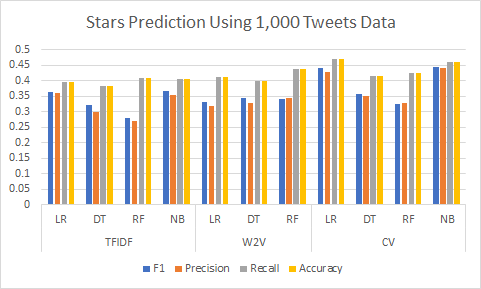 Stars Prediction Using 1,000 Tweets Data
0.5
0.45
0.4
0.35
0.3
0.25
0.2
0.15
0.1
0.05
0
LR DT RF NB LR DT RF LR DT RF NB
TFIDF W2V CV
F1 Precision Recall Accuracy